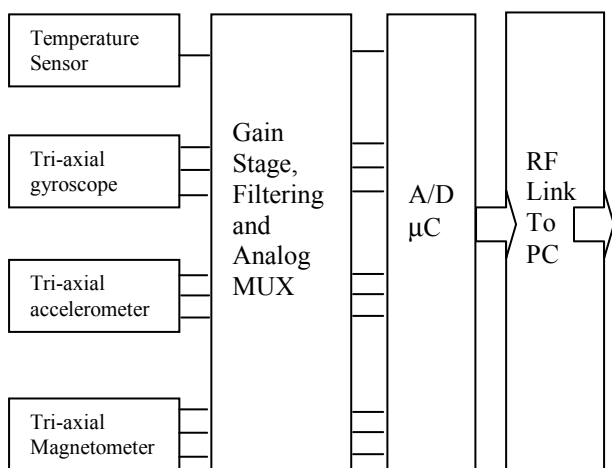 Temperature
Sensor
Tri-axial
gyroscope
Tri-axial
accelerometer
Tri-axial
Magnetometer
Gain
Stage,
Filtering
and
Analog
MUX
A/D
µC
RF
Link
To
PC